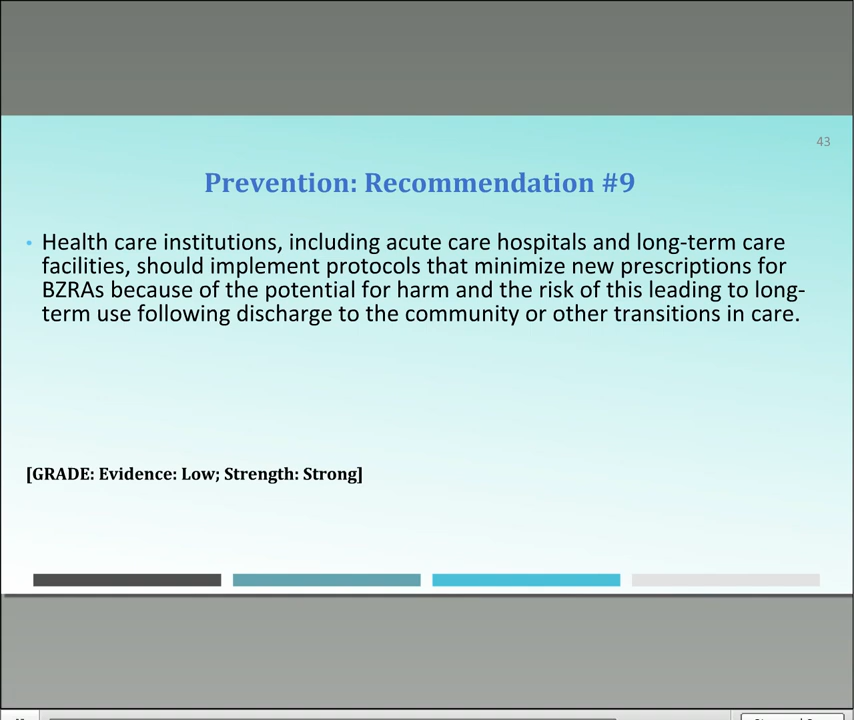 43
Prevention: Recommendation #9
• Health care institutions, including acute care hospitals and long-term care
facilities, should implement protocols that minimize new prescriptions for
BZRAs because of the potential for harm and the risk of this leading to long-
term use following discharge to the community or other transitions in care.
[GRADE: Evidence: Low; Strength: Strong]